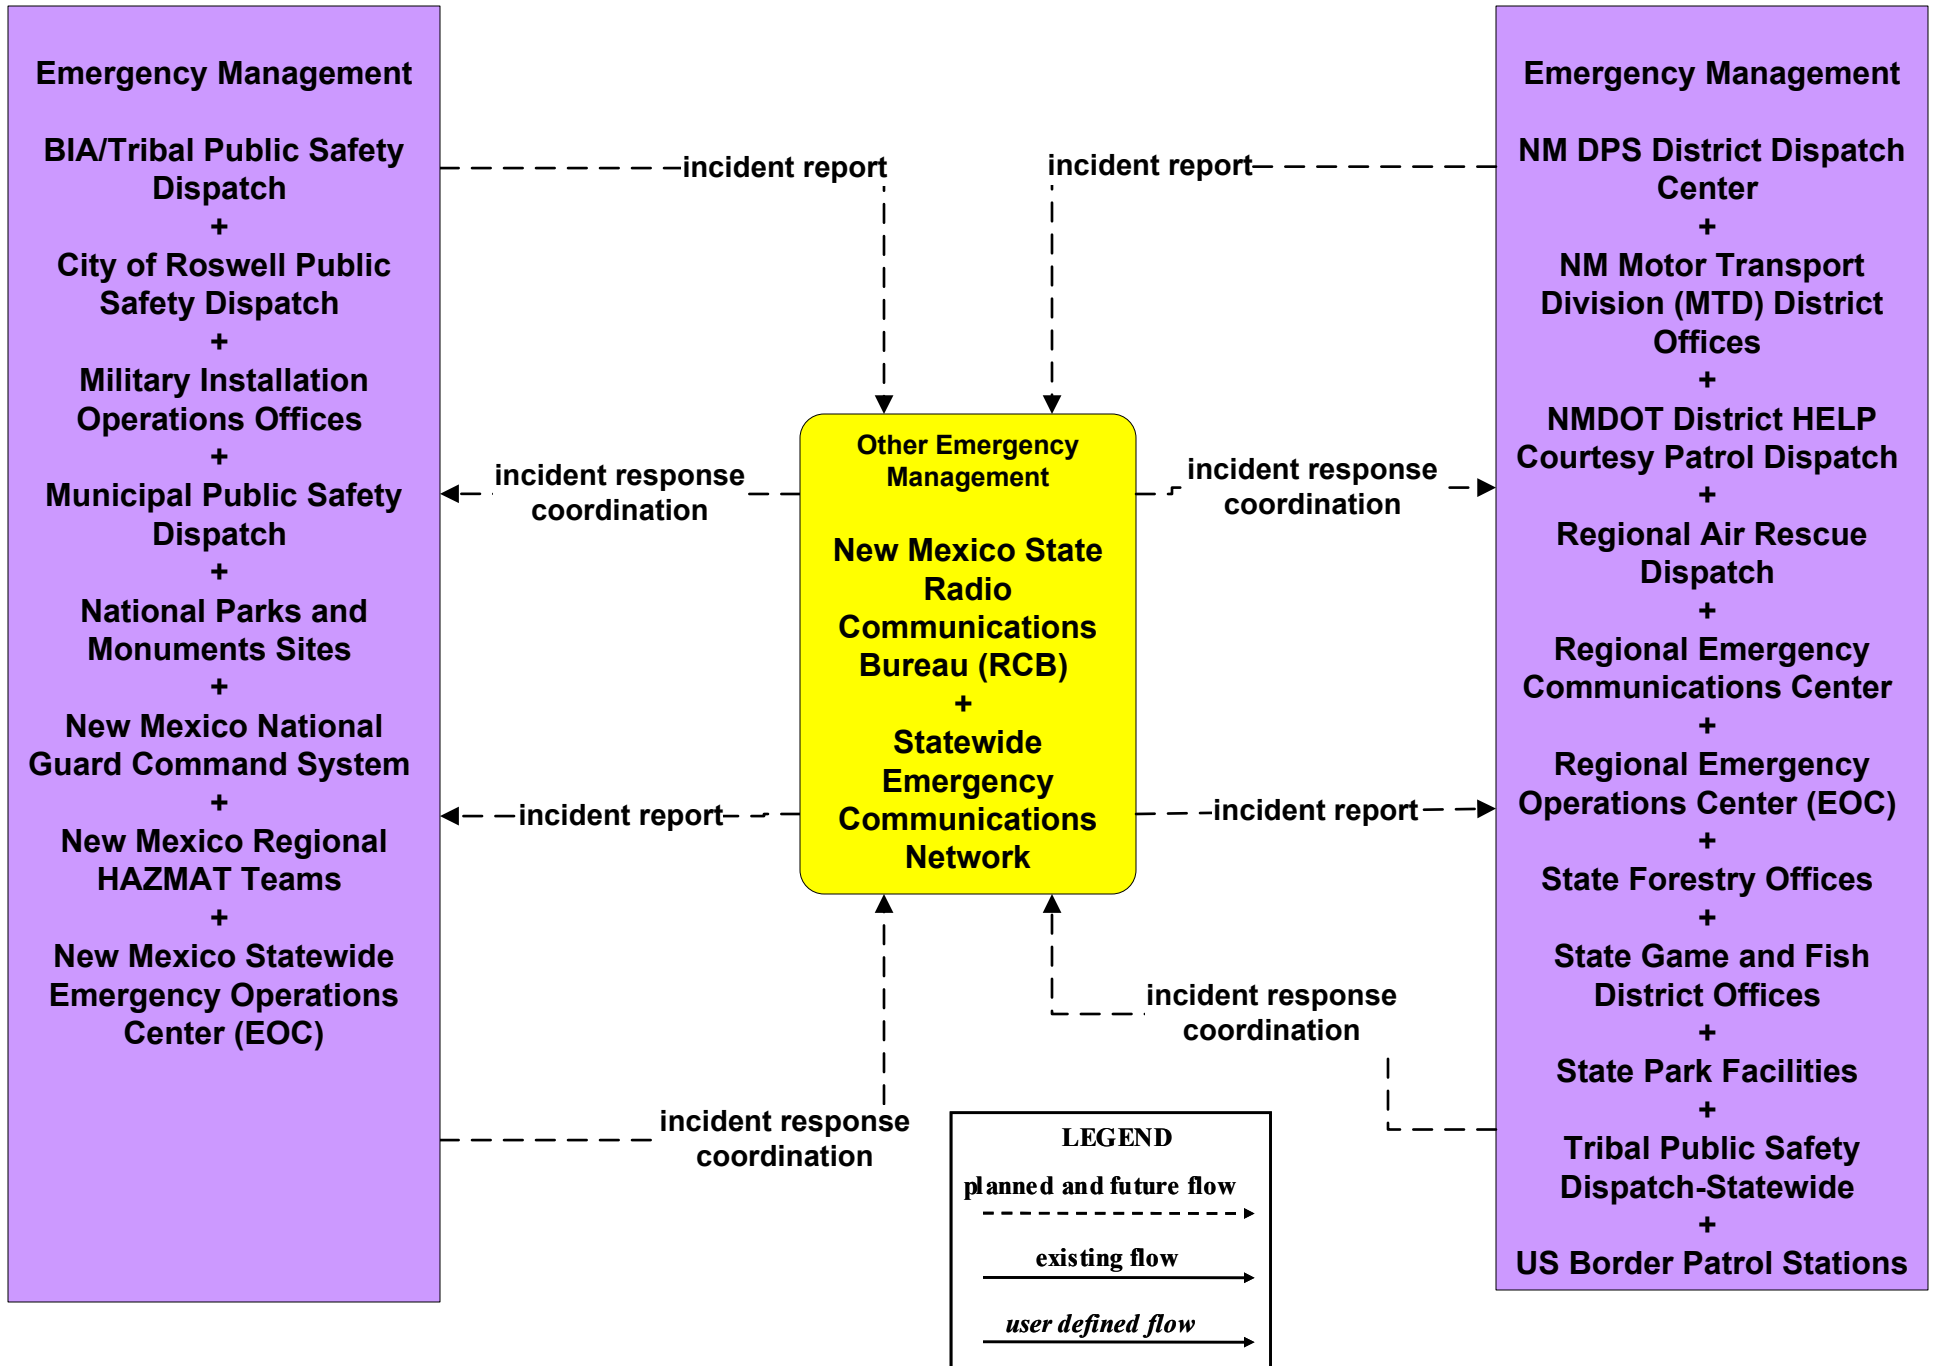 Emergency Management
BIA/Tribal Public Safety
Dispatch
+
City of Roswell Public
Safety Dispatch
+
Military Installation
Operations Offices
+
Municipal Public Safety
Dispatch
+
National Parks and
Monuments Sites
+
New Mexico National
Guard Command System
+
New Mexico Regional
HAZMAT Teams
+
New Mexico Statewide
Emergency Operations
Center (EOC)
incident report
incident response
coordination
incident report
incident response
coordination
Other Emergency
Management
New Mexico State
Radio
Communications
Bureau (RCB)
+
Statewide
Emergency
Communications
Network
incident report
incident response
coordination
incident report
incident response
coordination
LEGEND
planned and future flow
existing flow
user defined flow
Emergency Management
NM DPS District Dispatch
Center
+
NM Motor Transport
Division (MTD) District
Offices
+
NMDOT District HELP
Courtesy Patrol Dispatch
+
Regional Air Rescue
Dispatch
+
Regional Emergency
Communications Center
+
Regional Emergency
Operations Center (EOC)
+
State Forestry Offices
+
State Game and Fish
District Offices
+
State Park Facilities
+
Tribal Public Safety
Dispatch-Statewide
+
US Border Patrol Stations